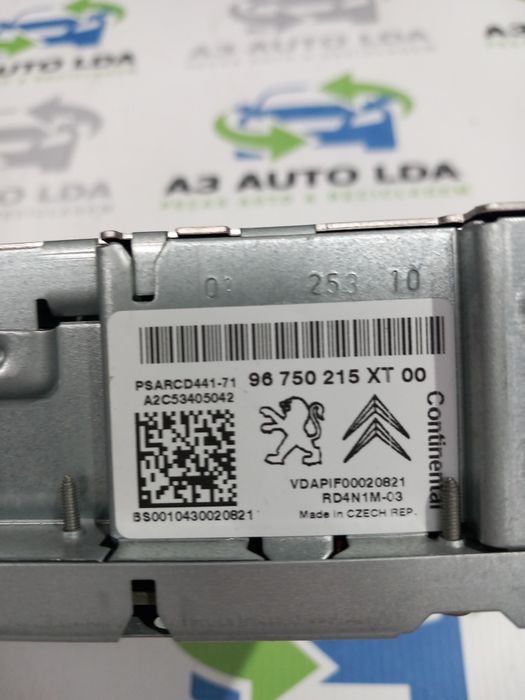 A3 AUTO LDA
AUTO LDA
A3 AUTO LDA
253 10
PSARCD441-71 96 750 215 XT 00
A2C53405042
Continental
VDAPIF00020821
RD4N1M-03
BS0010430020821
Made in CZECH REP.